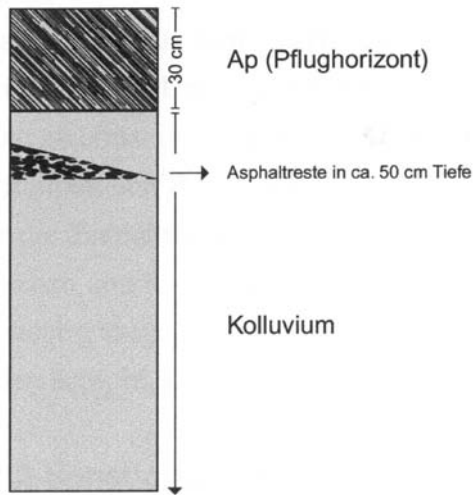 30 cm
Ap (Pflughorizont)
Asphaltreste in ca. 50 cm Tiefe
Kolluvium